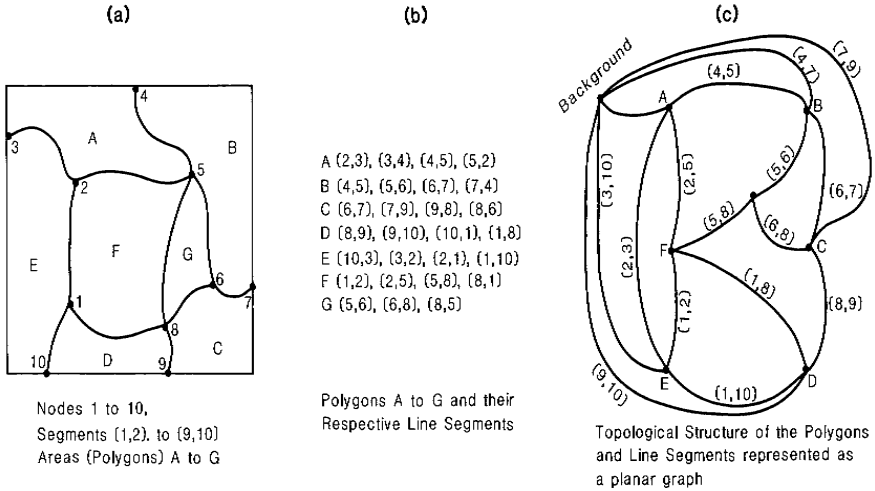 (a)
4
A
B
3
2
5
E
F
G
6
1
7
8
10
D
9
C
Nodes 1 to 10,
Segments (1,2). to (9,10)
Areas (Polygons) A to G
(b)
A (2,3), (3,4), (4,5), (5,2)
B (4,5), (5,6), (6,7), (7,4)
C (6,7), (7,9), (9,8), (8,6)
D (8,9), (9,10), (10,1), (1,8)
E (10,3), (3,2), (2,1), (1,10)
F (1,2), (2,5), (5,8), (8,1)
G (5,6), (6,8), (8,5)
Polygons A to G and their
Respective Line Segments
(c)
Background
(7,9)
(4,7)
(4,5)
A
B
(3,10)
(2,5)
(5,6)
(6,7)
(5,8)
(6,8)
C
F
(2,3)
(1,8)
(1,2)
(8,9)
E
D
(9,10)
(1,10)
Topological Structure of the Polygons
and Line Segments represented as
a planar graph